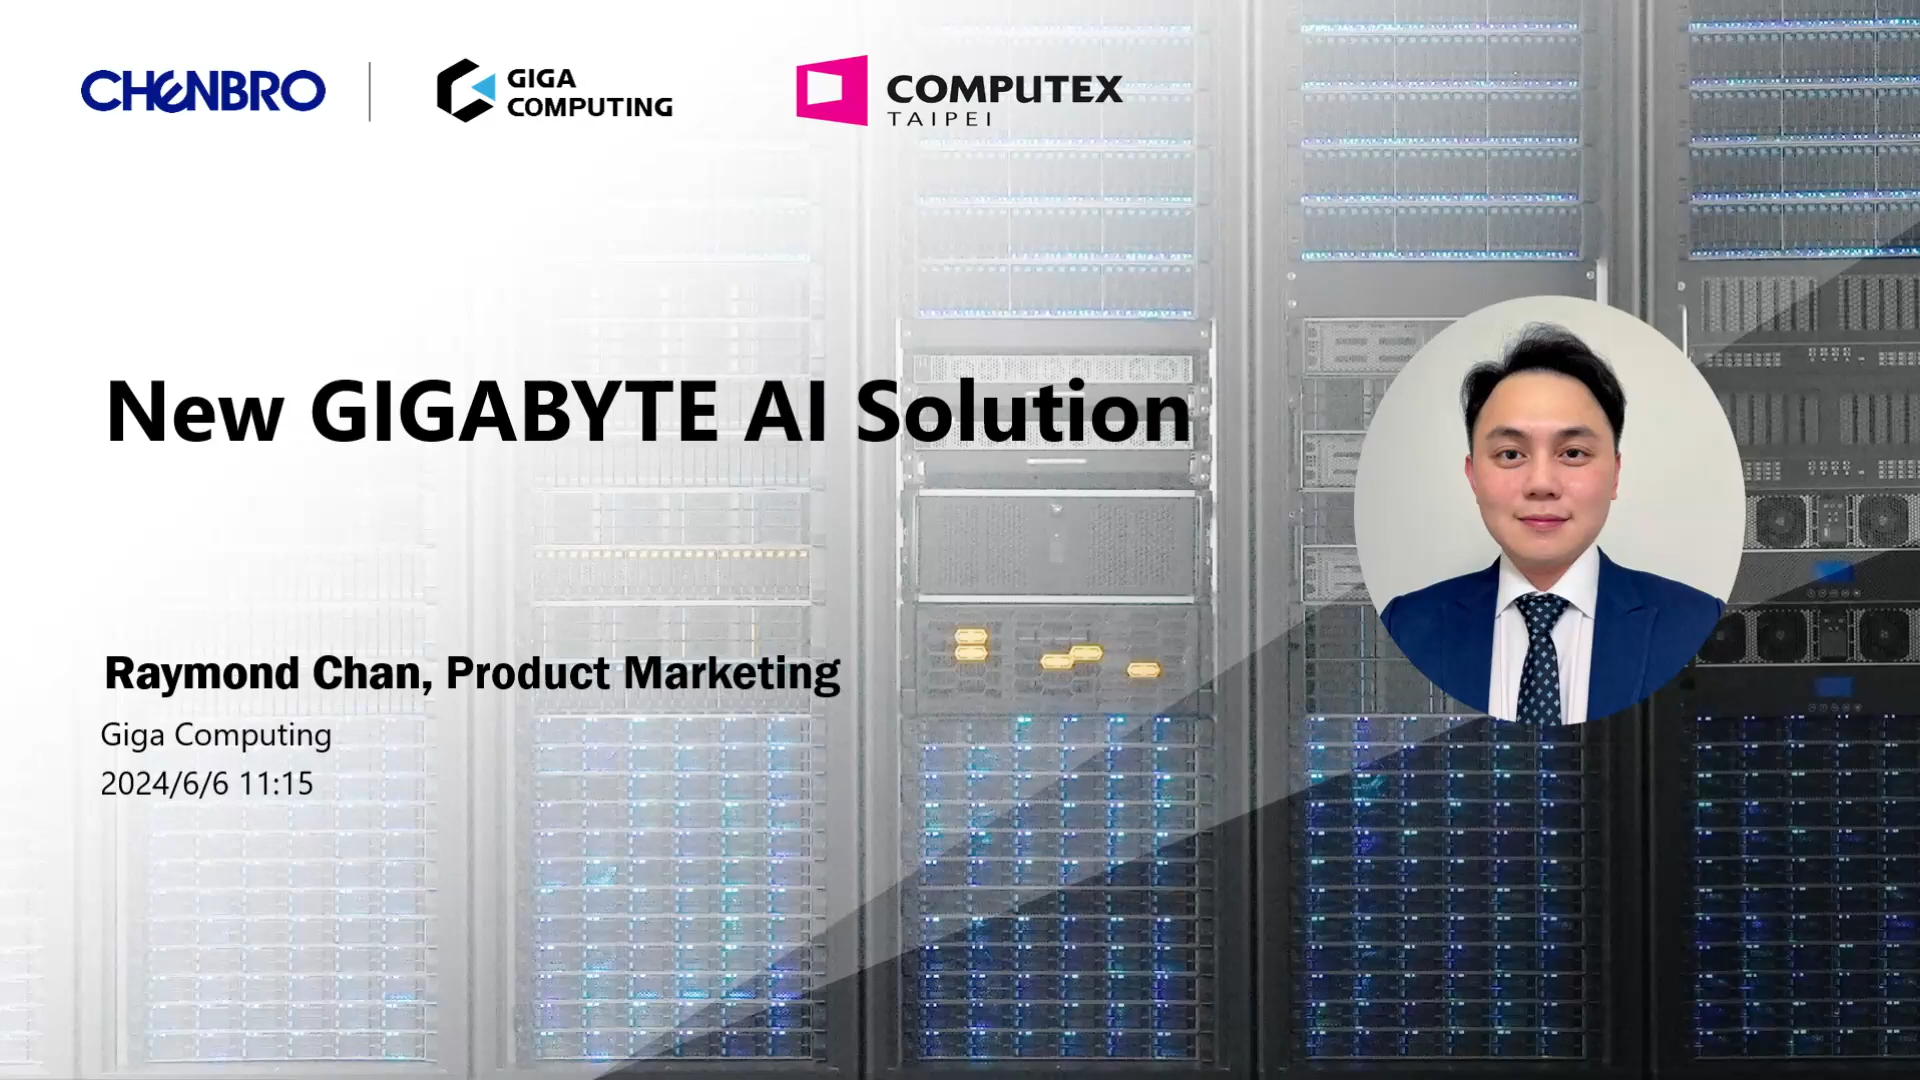 CHENBRO
GIGA
COMPUTING
COMPUTEX
TAIPEI
New GIGABYTE AI Solution
Raymond Chan, Product Marketing
Giga Computing
2024/6/6 11:15